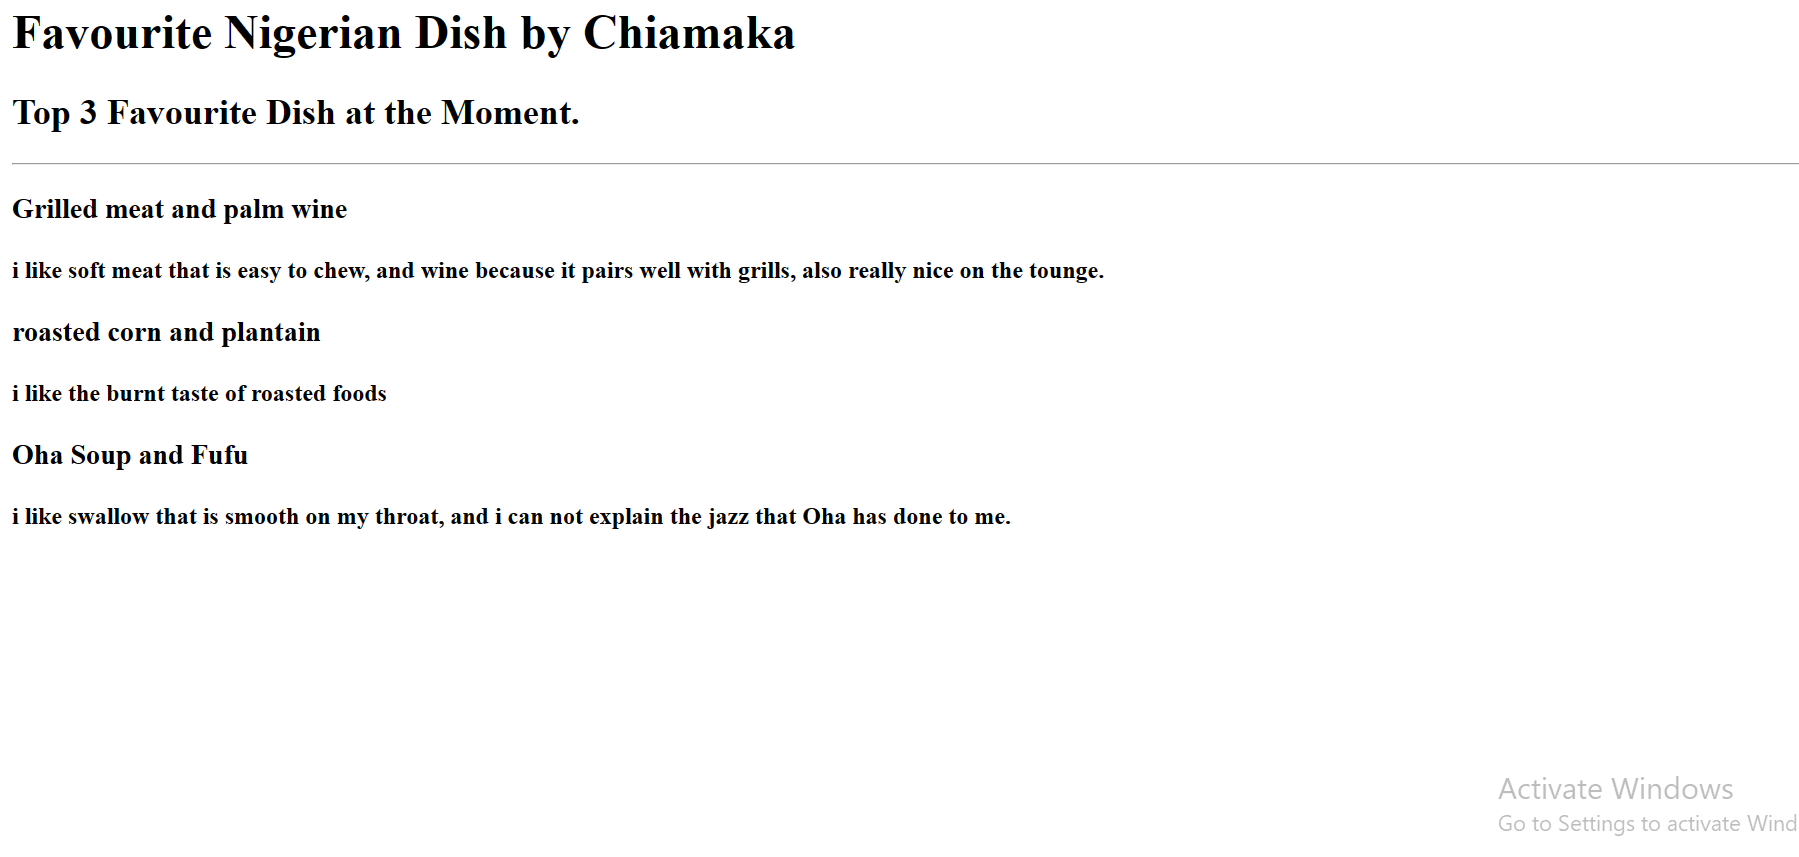 Favourite Nigerian Dish by Chiamaka
Top 3 Favourite Dish at the Moment.
Grilled meat and palm wine
i like soft meat that is easy to chew, and wine because it pairs well with grills, also really nice on the tounge.
roasted corn and plantain
i like the burnt taste of roasted foods
Oha Soup and Fufu
i like swallow that is smooth on my throat, and i can not explain the jazz that Oha has done to me.
Activate Windows
Go to Settings to activate Wind